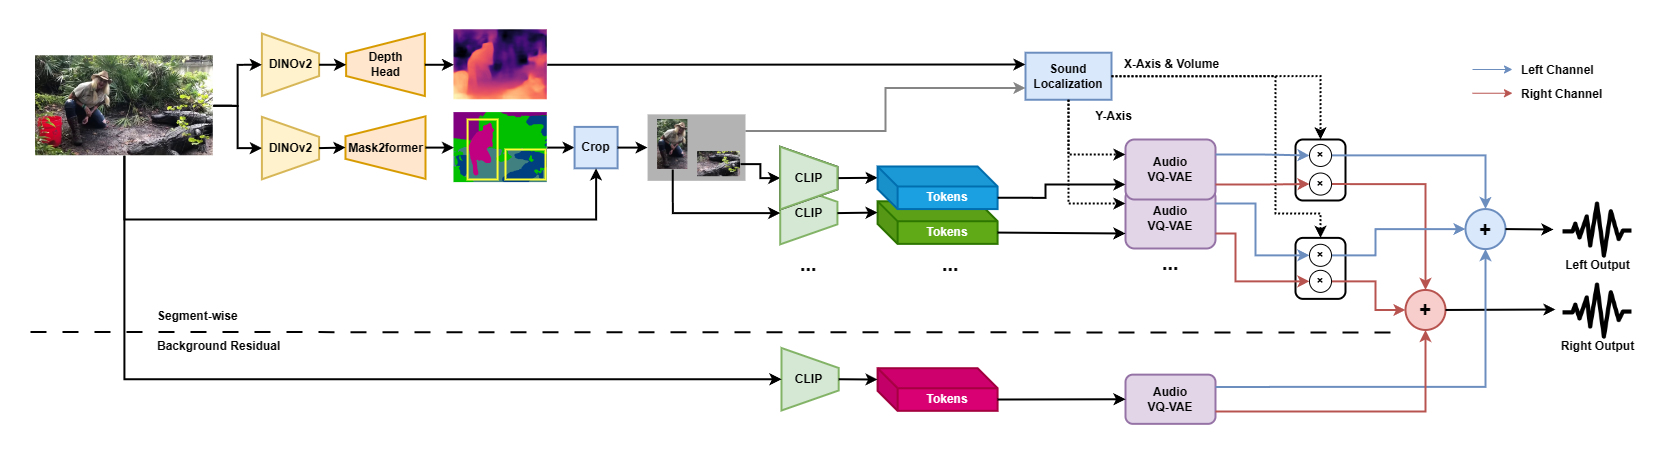 DINOv2
Depth
Head
Sound
Localization
X-Axis & Volume
Left Channel
Right Channel
Y-Axis
DINOv2
Mask2former
Crop
CLIP
Tokens
Audio
VQ-VAE
×
×
CLIP
Tokens
Audio
VQ-VAE
×
×
+
Left Output
...
...
...
+
Right Output
Segment-wise
Background Residual
CLIP
Tokens
Audio
VQ-VAE